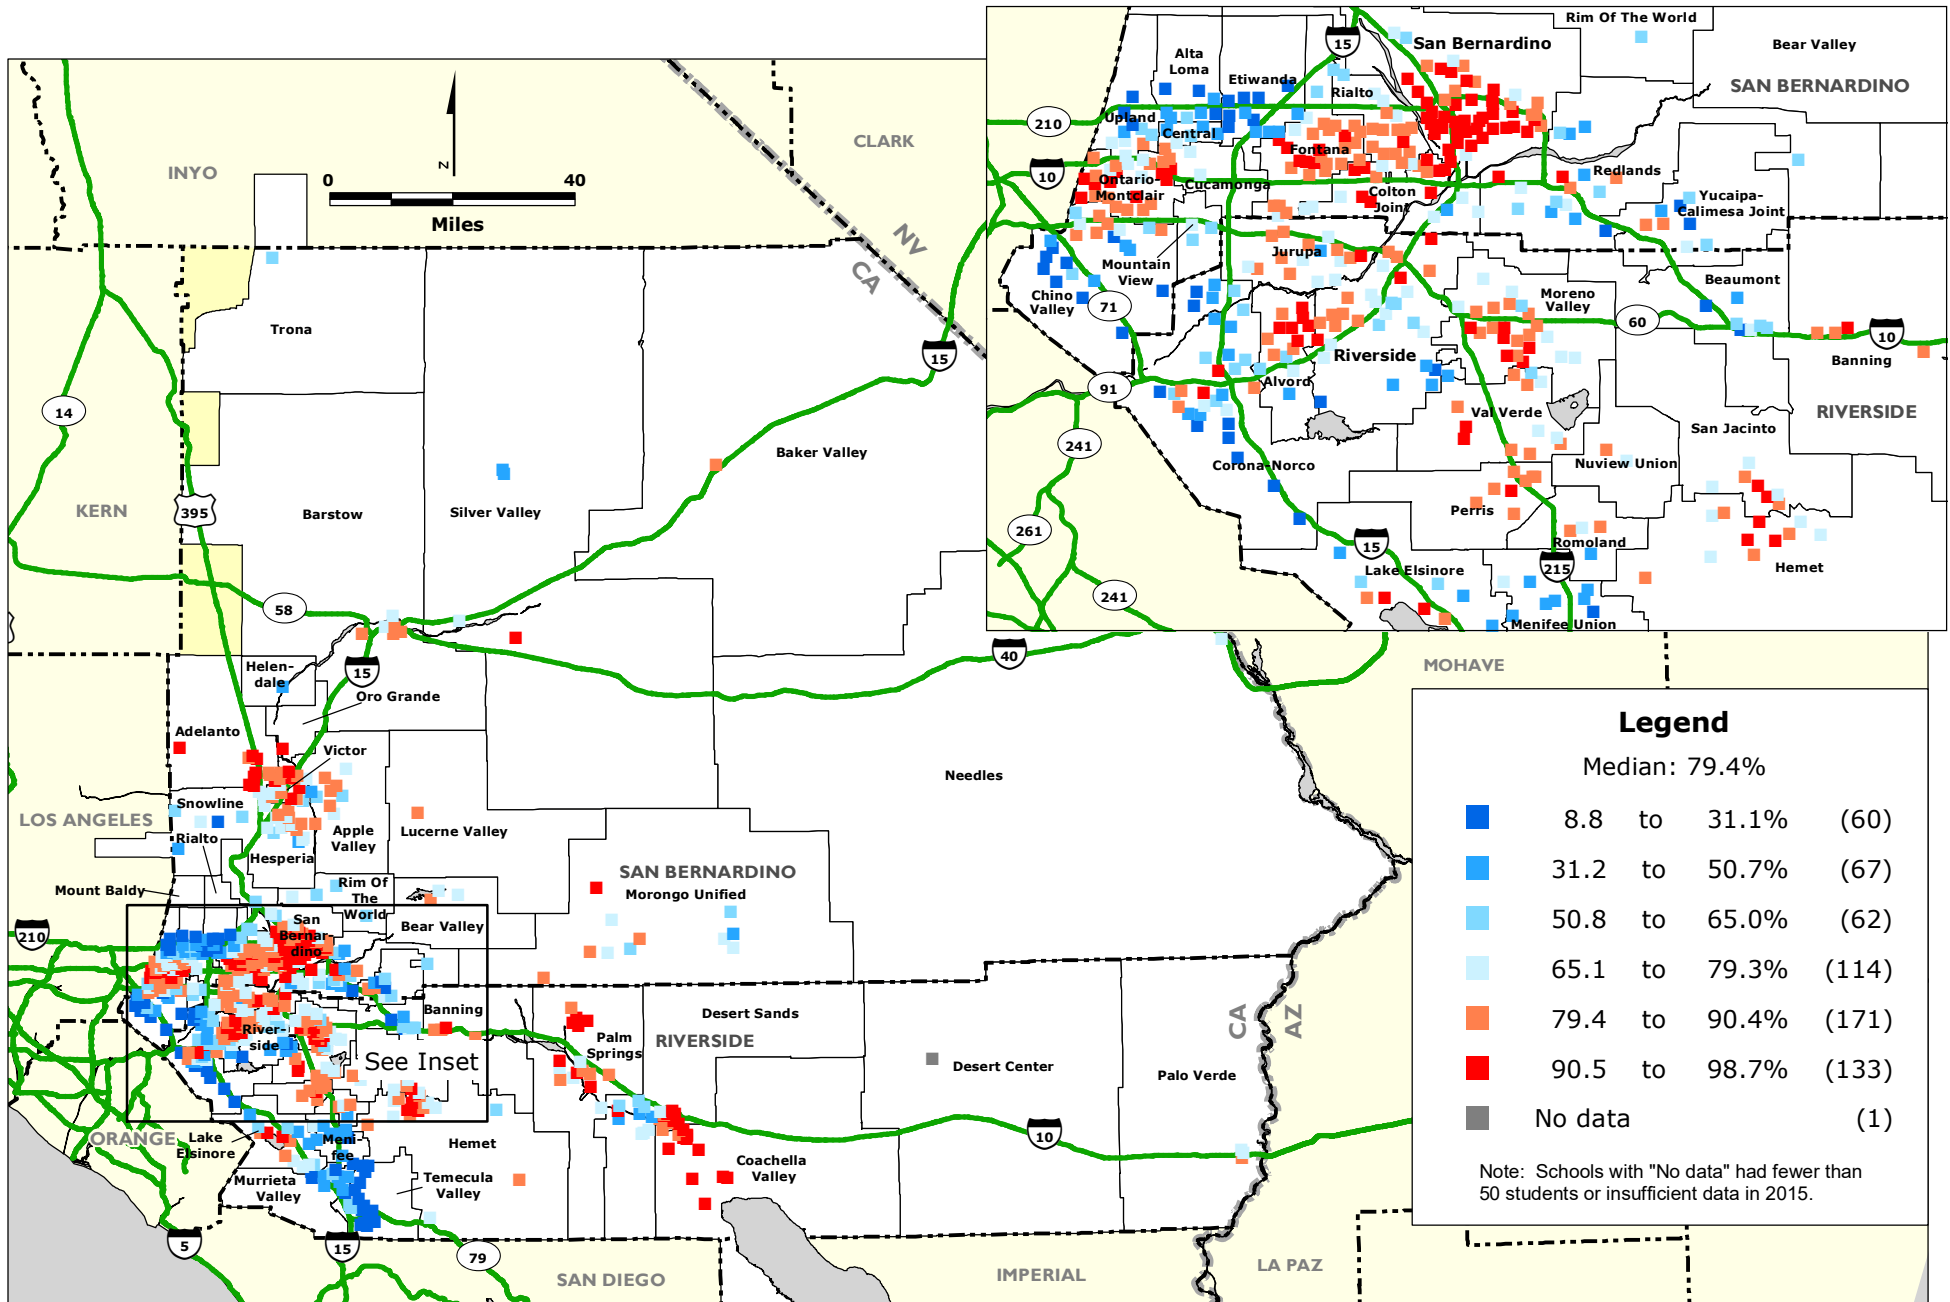 INYO
0
40
Miles
N
CLARK
NV
CA
Trona
15
14
KERN
395
Barstow
Silver Valley
Baker Valley
58
15
40
Helen-
dale
Oro Grande
Adelanto
Victor
Snowline
LOS ANGELES
Rialto
Apple
Valley
Lucerne Valley
Hesperia
Needles
Mount Baldy
Rim Of
The
World
SAN BERNARDINO
Morongo Unified
210
San
Bernar-
dino
Bear Valley
Banning
River-
side
See Inset
Palm
Springs
RIVERSIDE
Desert Sands
Desert Center
Palo Verde
CA
AZ
ORANGE
Lake
Elsinore
Meni-
fee
Hemet
10
Murrieta
Valley
Temecula
Valley
Coachella
Valley
5
15
79
SAN DIEGO
IMPERIAL
LA PAZ
MOHAVE
Rim Of The World
15
San Bernardino
Bear Valley
SAN BERNARDINO
Alta
Loma
Etiwanda
Rialto
210
Upland
Central
Fontana
10
Ontario-
Montclair
Cucamonga
Colton
Joint
Redlands
Yucaipa-
Calimesa Joint
Jurupa
Mountain
View
Chino
Valley
71
Beaumont
Moreno
Valley
60
10
Banning
Riverside
91
Alvord
Val Verde
RIVERSIDE
San Jacinto
241
Corona-Norco
Nuview Union
261
Perris
Romoland
15
215
Hemet
Lake Elsinore
241
Menifee Union
Legend
Median: 79.4%
8.8 to 31.1% (60)
31.2 to 50.7% (67)
50.8 to 65.0% (62)
65.1 to 79.3% (114)
79.4 to 90.4% (171)
90.5 to 98.7% (133)
No data (1)
Note: Schools with "No data" had fewer than
50 students or insufficient data in 2015.